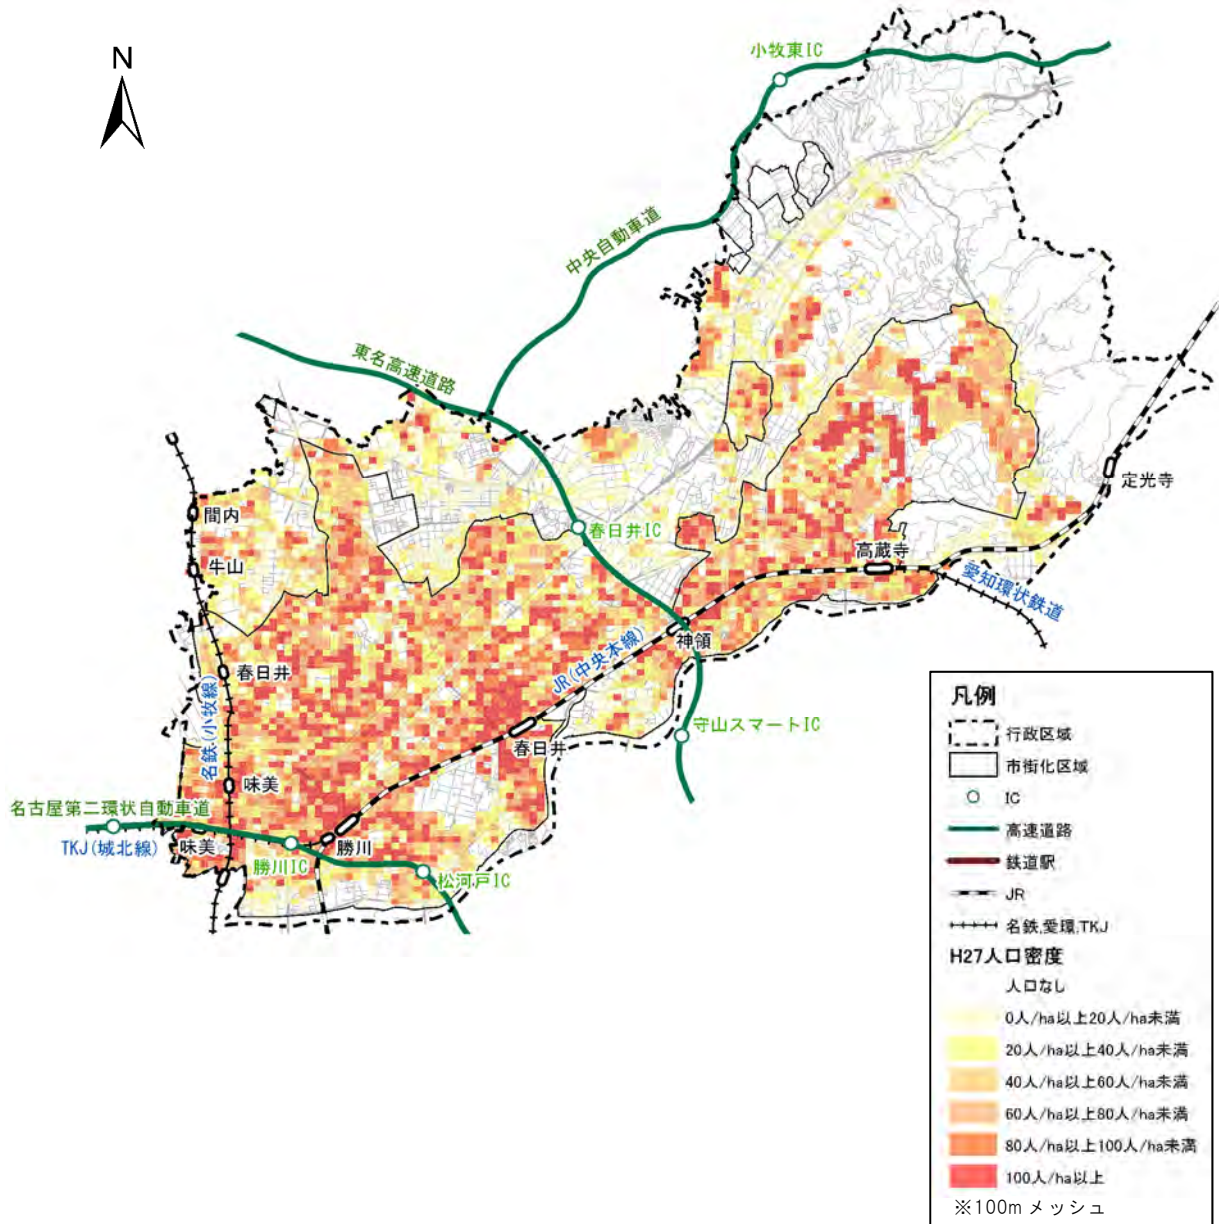 N
小牧東IC
中央自動車道
東名高速道路
定光寺
間内
春日井IC
高蔵寺
牛山
愛知環状鉄道
神領
JR(中央本線)
春日井
名鉄(小牧線)
守山スマートIC
春日井
味美
名古屋第二環状自動車道
TKJ(城北線)
味美
勝川
勝川IC
松河戸IC
凡例
行政区域
市街化区域
IC
高速道路
鉄道駅
JR
名鉄,愛環,TKJ
H27人口密度
人口なし
0人/ha以上20人/ha未満
20人/ha以上40人/ha未満
40人/ha以上60人/ha未満
60人/ha以上80人/ha未満
80人/ha以上100人/ha未満
100人/ha以上
※100m メッシュ